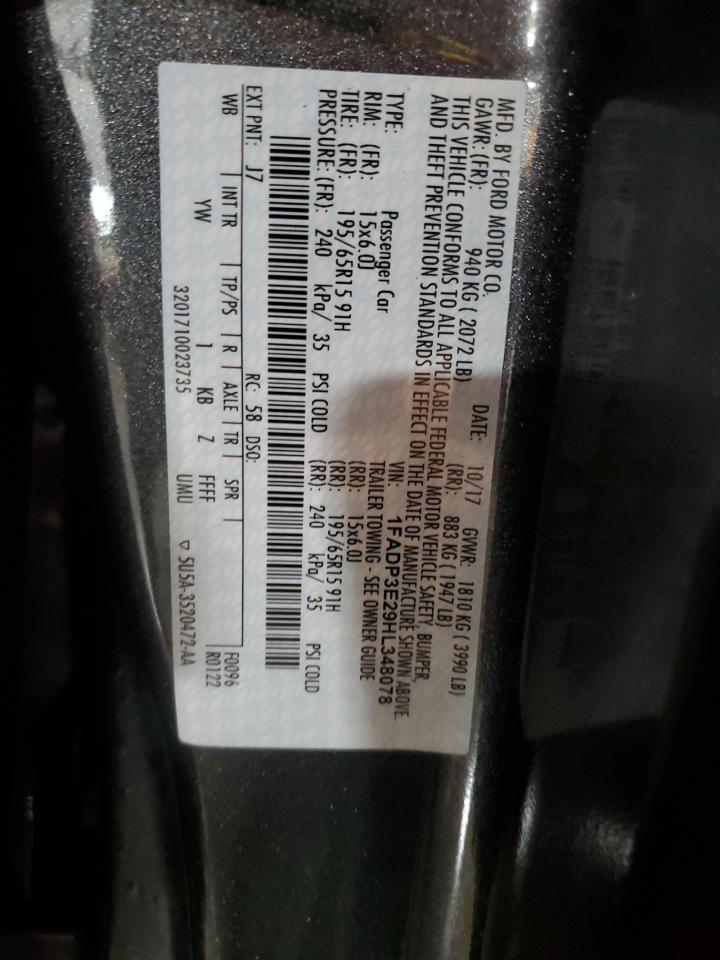 MFD. BY FORD MOTOR CO. DATE: 10/17 GVWR: 1810 KG ( 3990 LB)
GAWR: (FR): 940 KG ( 2072 LB) (RR): 883 KG ( 1947 LB)
THIS VEHICLE CONFORMS TO ALL APPLICABLE FEDERAL MOTOR VEHICLE SAFETY, BUMPER,
AND THEFT PREVENTION STANDARDS IN EFFECT ON THE DATE OF MANUFACTURE SHOWN ABOVE.
VIN: 1FADP3E29HL348078
TYPE: Passenger Car TRAILER TOWING - SEE OWNER GUIDE
RIM: (FR): 15x6.0J (RR): 15x6.0J
TIRE: (FR): 195/65R15 91H (RR): 195/65R15 91H
PRESSURE: (FR): 240 kPa/ 35 PSI COLD (RR): 240 kPa/ 35 PSI COLD
EXT PNT: J7 RC: 58 DSO:
WB | INT TR | TP/PS | R | AXLE | TR | SPR F0096
YW 1 KB Z FFFF R0122
3201710023735 UMU ▽ 5U5A-3520472-AA